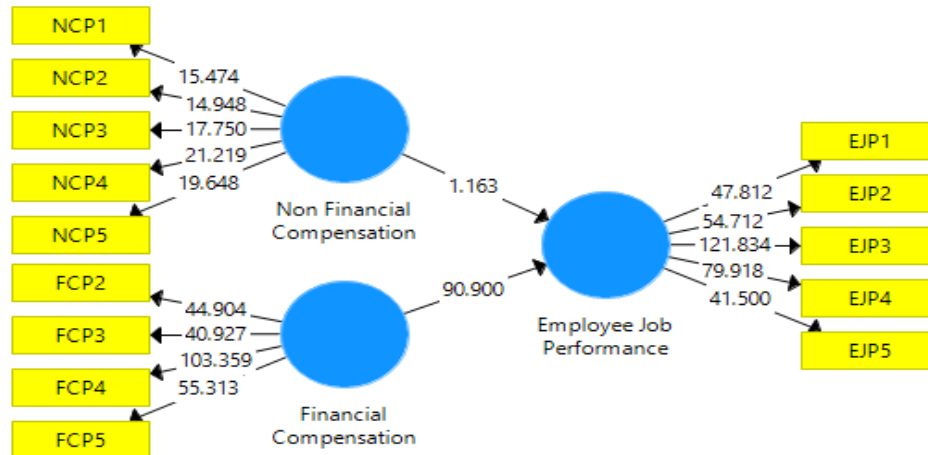 NCP1
NCP2
NCP3
NCP4
NCP5
15.474
14.948
17.750
21.219
19.648
Non Financial
Compensation
1.163
FCP2
FCP3
FCP4
FCP5
44.904
40.927
103.359
55.313
Financial
Compensation
90.900
Employee Job
Performance
47.812
54.712
121.834
79.918
41.500
EJP1
EJP2
EJP3
EJP4
EJP5